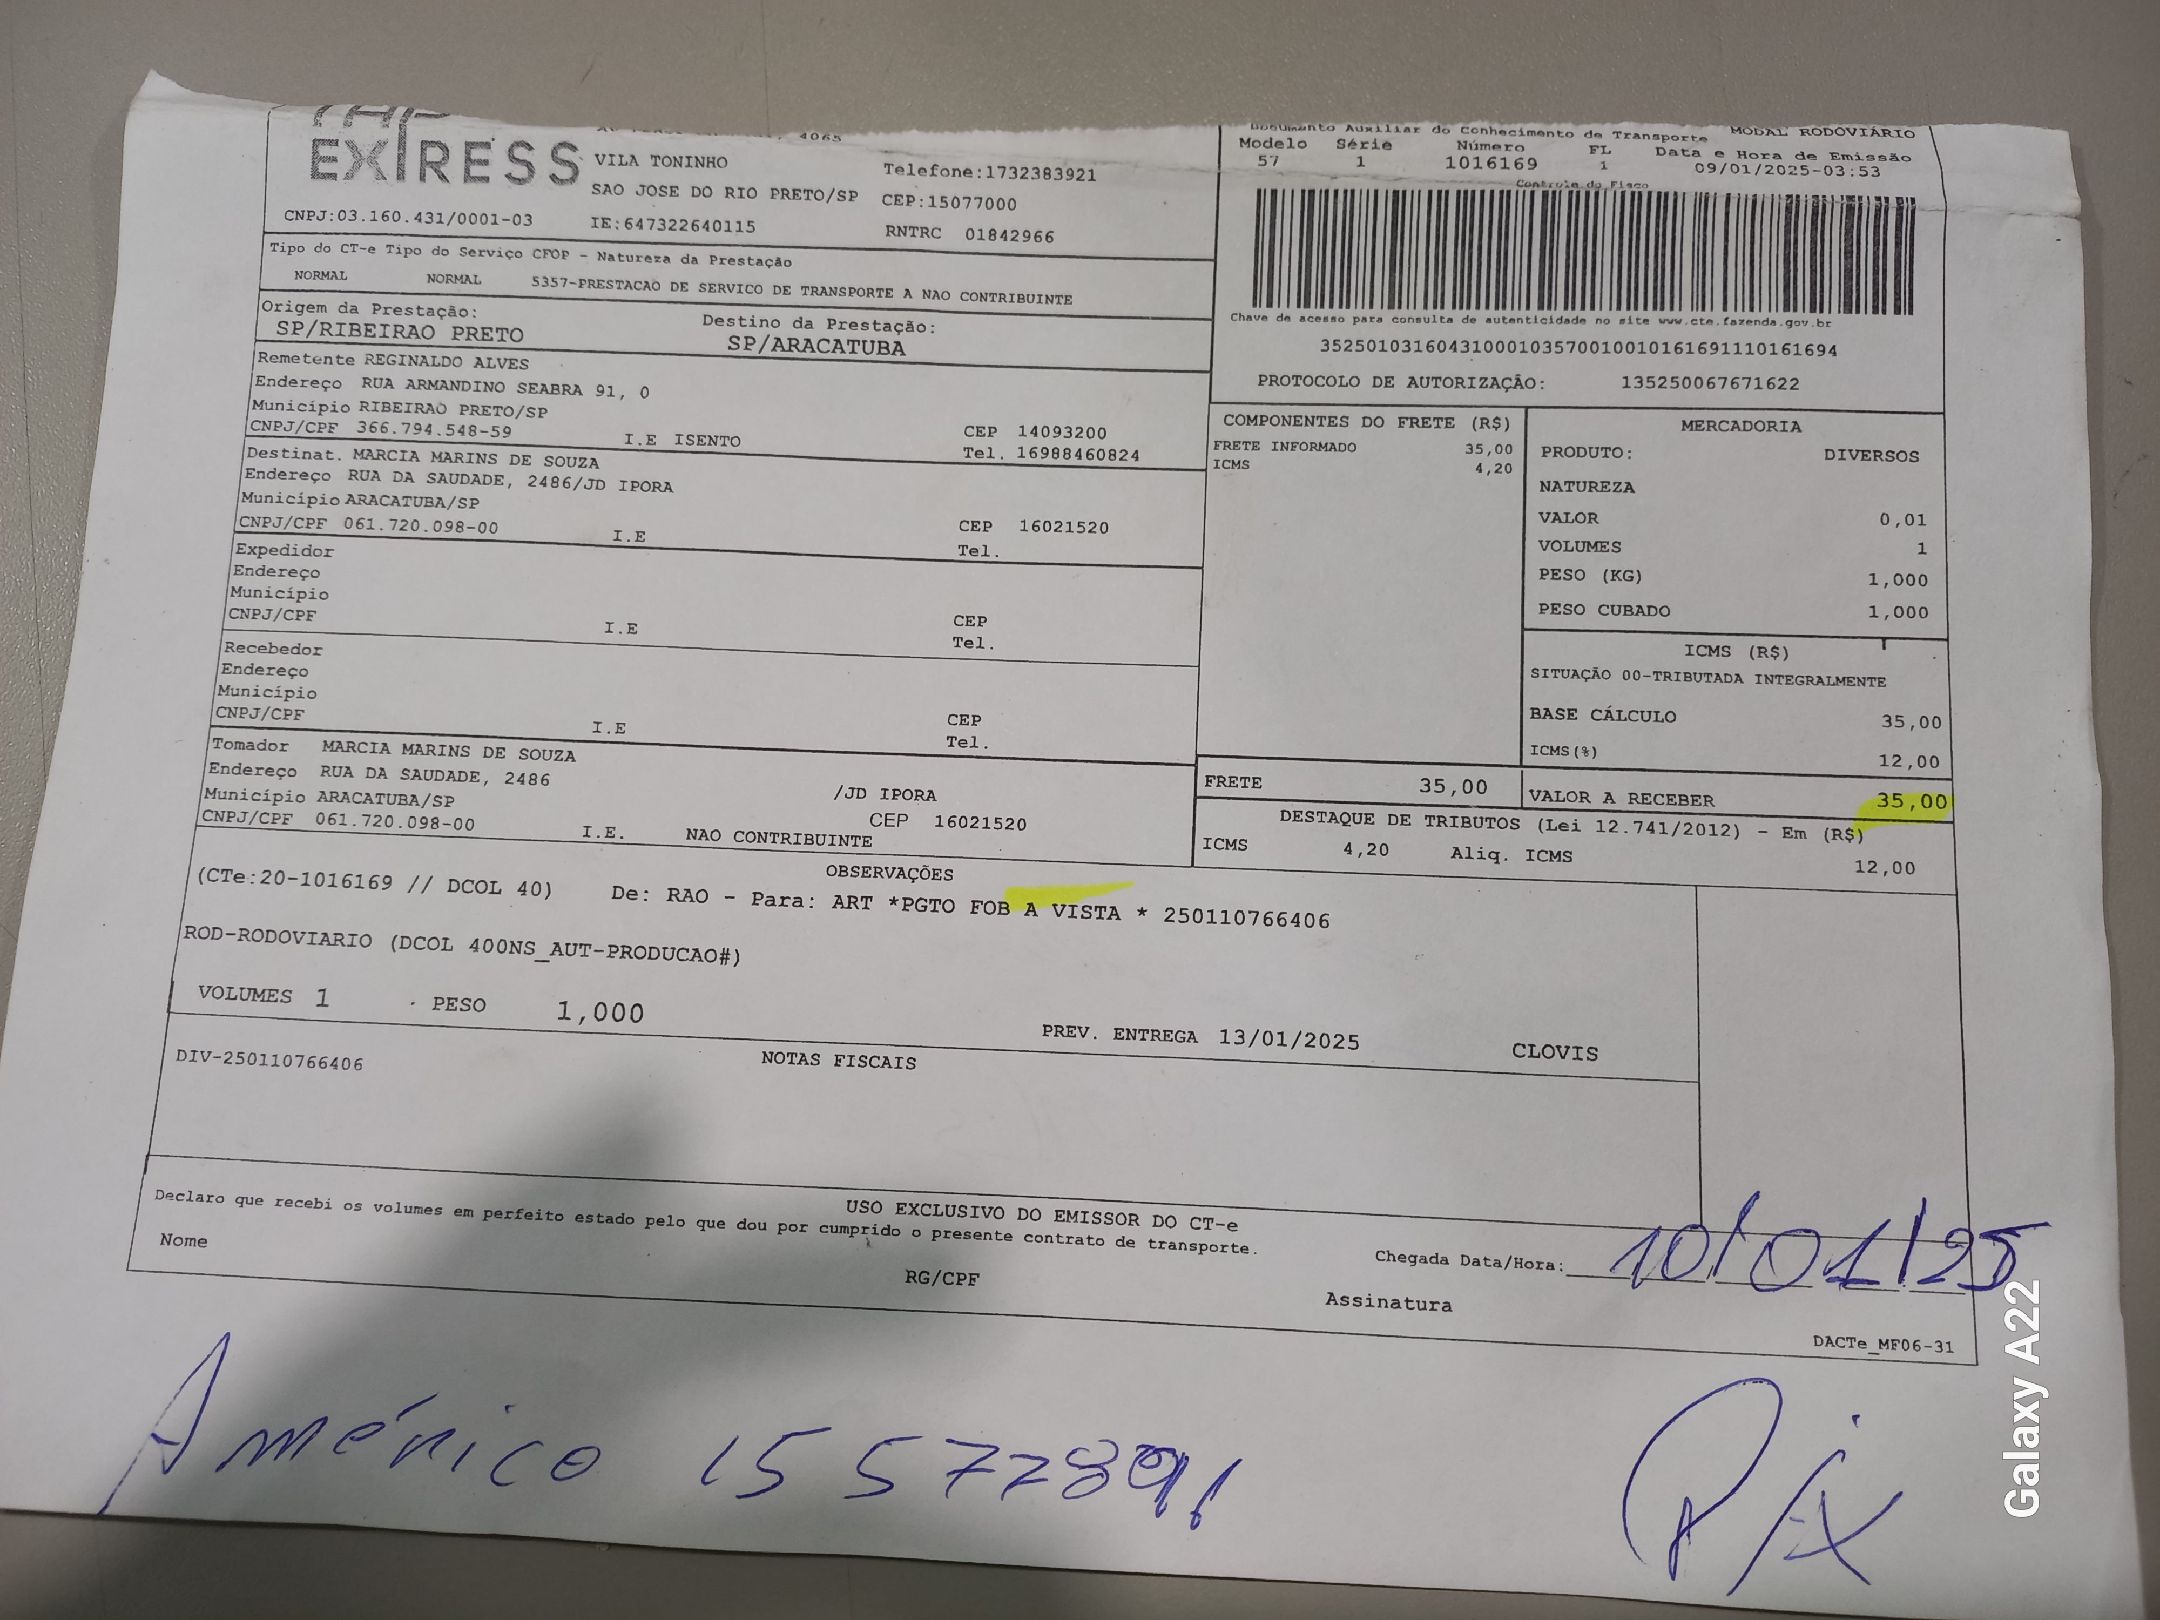 EXPRESS
4065
VILA TONINHO
Telefone:1732383921
SAO JOSE DO RIO PRETO/SP CEP:15077000
CNPJ:03.160.431/0001-03 IE:647322640115 RNTRC 01842966
Documento Auxiliar do Conhecimento de Transporte MODAL RODOVIÁRIO
Modelo Série Número FL Data e Hora de Emissão
57 1 1016169 1 09/01/2025-03:53
Controle do Fisco
Chave de acesso para consulta de autenticidade no site www.cte.fazenda.gov.br
35250103160431000103570010010161691110161694
PROTOCOLO DE AUTORIZAÇÃO: 135250067671622
Tipo do CT-e Tipo do Serviço CFOP - Natureza da Prestação
NORMAL NORMAL 5357-PRESTACAO DE SERVICO DE TRANSPORTE A NAO CONTRIBUINTE
Origem da Prestação: Destino da Prestação:
SP/RIBEIRAO PRETO SP/ARACATUBA
Remetente REGINALDO ALVES
Endereço RUA ARMANDINO SEABRA 91, 0
Município RIBEIRAO PRETO/SP
CNPJ/CPF 366.794.548-59 I.E ISENTO CEP 14093200
Tel. 16988460824
Destinat. MARCIA MARINS DE SOUZA
Endereço RUA DA SAUDADE, 2486/JD IPORA
Município ARACATUBA/SP
CNPJ/CPF 061.720.098-00 I.E CEP 16021520
Tel.
Expedidor
Endereço
Município
CNPJ/CPF I.E CEP
Tel.
Recebedor
Endereço
Município
CNPJ/CPF I.E CEP
Tel.
Tomador MARCIA MARINS DE SOUZA
Endereço RUA DA SAUDADE, 2486 /JD IPORA
Município ARACATUBA/SP CEP 16021520
CNPJ/CPF 061.720.098-00 I.E. NAO CONTRIBUINTE
COMPONENTES DO FRETE (R$)
FRETE INFORMADO 35,00
ICMS 4,20
MERCADORIA
PRODUTO: DIVERSOS
NATUREZA
VALOR 0,01
VOLUMES 1
PESO (KG) 1,000
PESO CUBADO 1,000
ICMS (R$)
SITUAÇÃO 00-TRIBUTADA INTEGRALMENTE
BASE CÁLCULO 35,00
ICMS(%) 12,00
FRETE 35,00 VALOR A RECEBER 35,00
DESTAQUE DE TRIBUTOS (Lei 12.741/2012) - Em (R$)
ICMS 4,20 Aliq. ICMS 12,00
OBSERVAÇÕES
(CTe:20-1016169 // DCOL 40) De: RAO - Para: ART *PGTO FOB A VISTA * 250110766406
ROD-RODOVIARIO (DCOL 400NS_AUT-PRODUCAO#)
VOLUMES 1 PESO 1,000 PREV. ENTREGA 13/01/2025 CLOVIS
DIV-250110766406 NOTAS FISCAIS
USO EXCLUSIVO DO EMISSOR DO CT-e
Declaro que recebi os volumes em perfeito estado pelo que dou por cumprido o presente contrato de transporte.
Nome RG/CPF Assinatura
Chegada Data/Hora: 10/01/25
DACTe_MF06-31
Américo 15577891
Pix
Galaxy A22